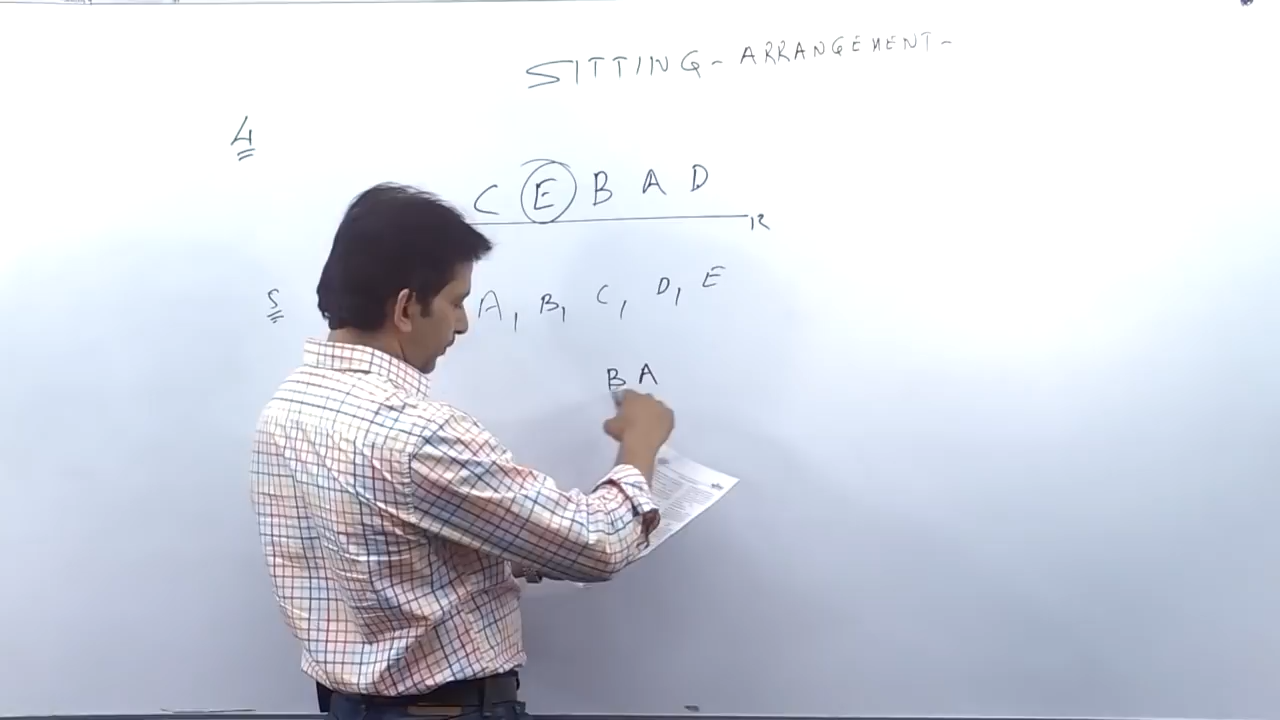 SITTING - ARRANGEMENT -
4
C E B A D
R
5 A, B, C, D, E
B A